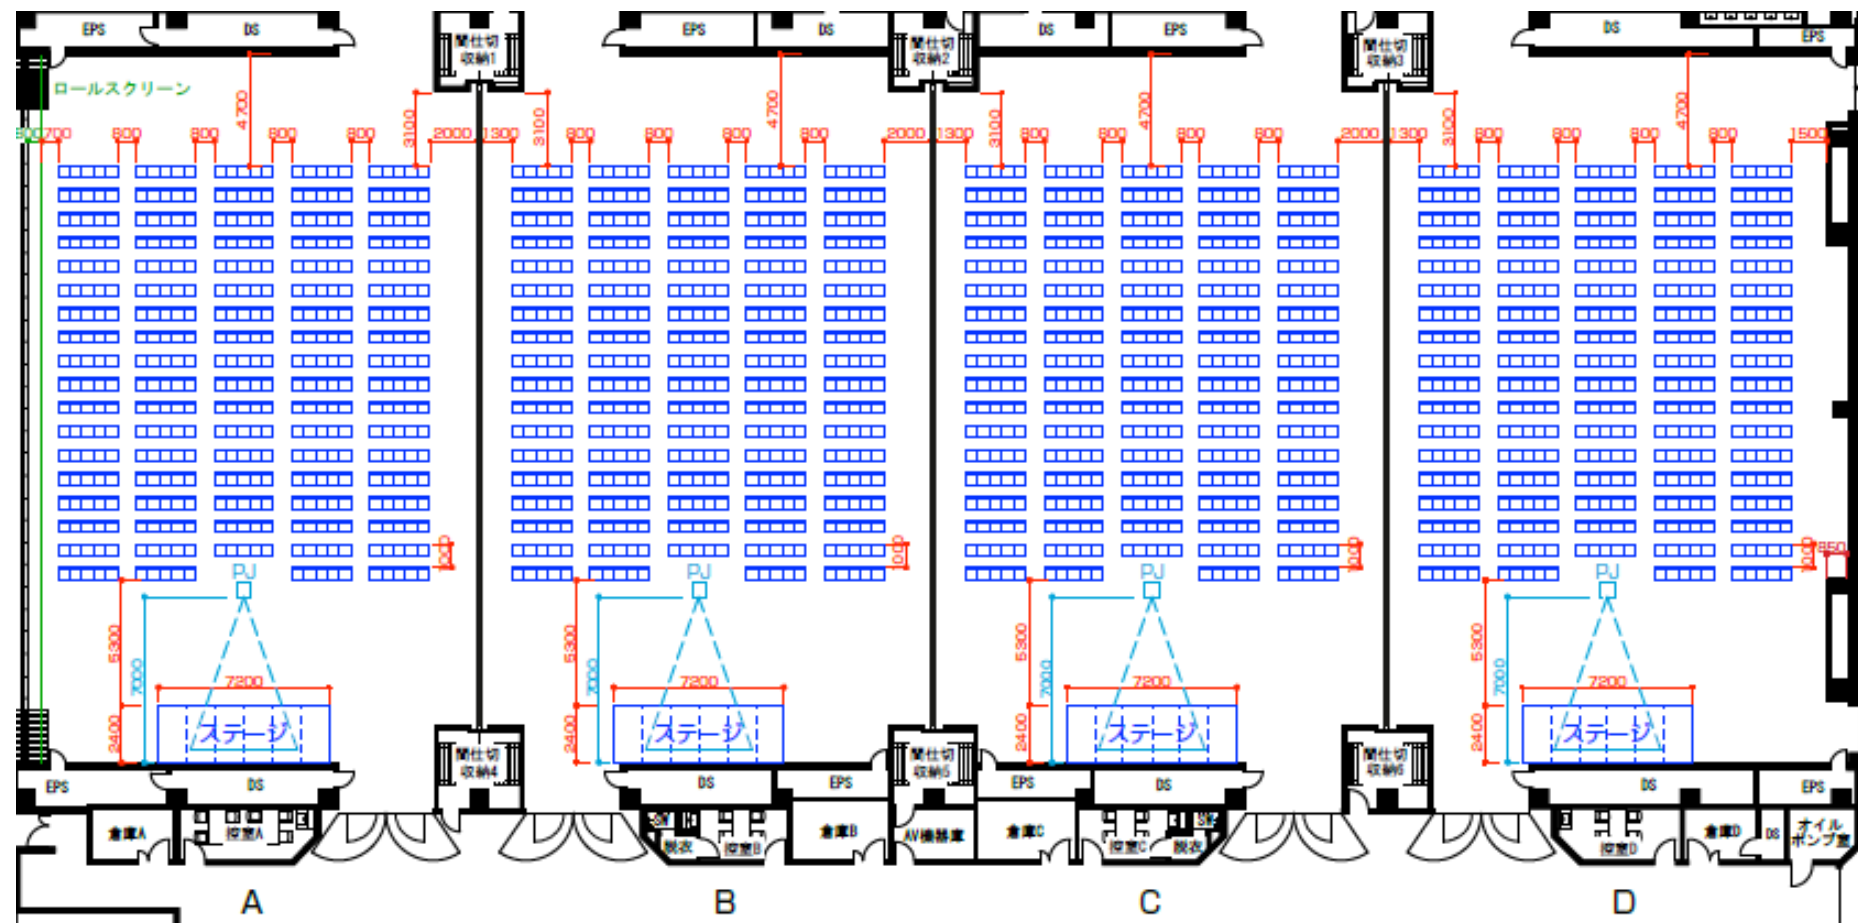 EPS
DS
間仕切
収納1
EPS
DS
間仕切
収納2
DS
EPS
間仕切
収納3
DS
EPS
ロールスクリーン
4700
3100
3100
4700
3100
4700
3100
4700
700
800
800
800
800
2000
1300
800
800
800
800
2000
1300
800
800
800
800
2000
1300
800
800
800
800
1500
1000
1000
1000
1000
850
PJ
PJ
PJ
PJ
5300
7000
5300
7000
5300
7000
5300
7000
7200
7200
7200
7200
2400
ステージ
2400
ステージ
2400
ステージ
2400
ステージ
間仕切
収納4
間仕切
収納5
間仕切
収納6
EPS
DS
DS
EPS
EPS
DS
DS
EPS
倉庫A
控室A
SW
脱衣
控室B
倉庫B
AV機器庫
倉庫C
控室C
SW
脱衣
控室D
倉庫D
DS
オイル
ポンプ室
A
B
C
D